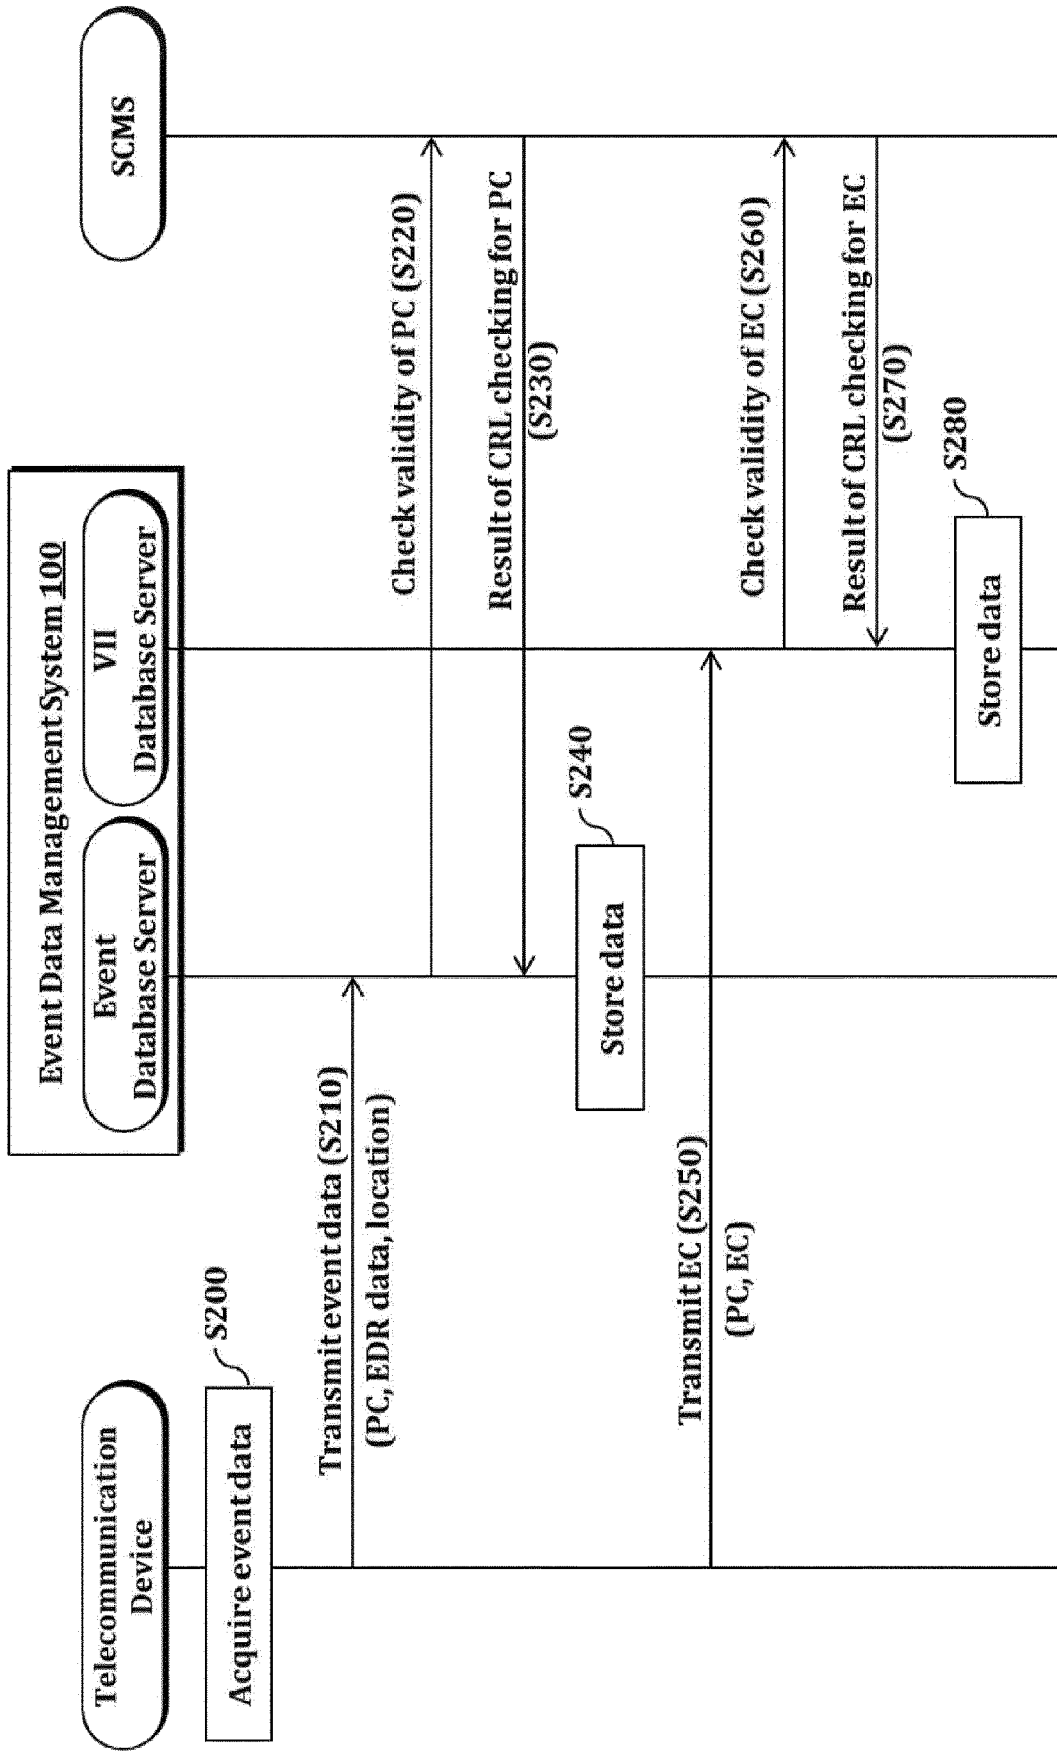 Event Data Management System 100
Telecommunication
Device
Event
Database Server
VII
Database Server
SCMS
Acquire event data
S200
Transmit event data (S210)
(PC, EDR data, location)
Check validity of PC (S220)
Result of CRL checking for PC
(S230)
Store data
S240
Transmit EC (S250)
(PC, EC)
Check validity of EC (S260)
Result of CRL checking for EC
(S270)
Store data
S280